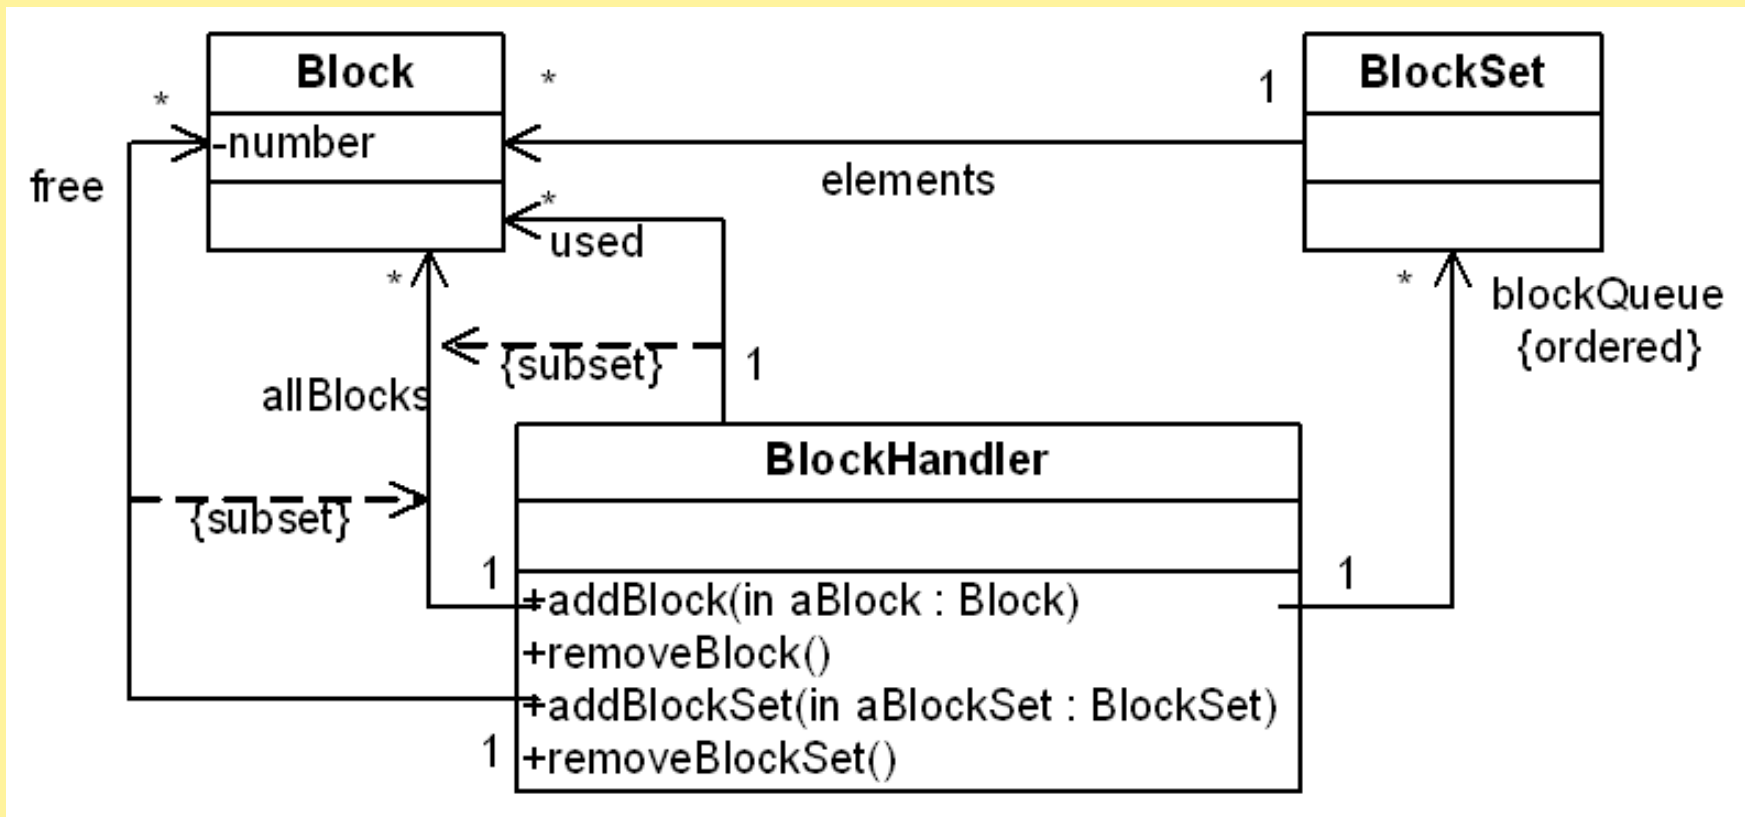 Block
BlockSet
*
*
1
-number
free
elements
*
used
*
*
blockQueue
{ordered}
{subset}
1
allBlocks
BlockHandler
{subset}
1
1
+addBlock(in aBlock : Block)
+removeBlock()
+addBlockSet(in aBlockSet : BlockSet)
1
+removeBlockSet()